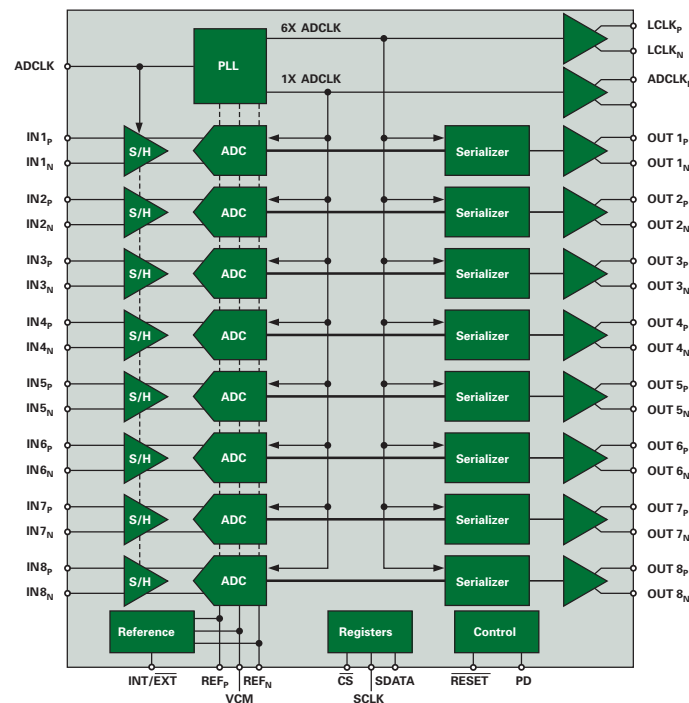 6X ADCLK
LCLKP
LCLKN
ADCLK
PLL
1X ADCLK
IN1P
S/H
ADC
Serializer
OUT 1P
IN1N
OUT 1N
IN2P
S/H
ADC
Serializer
OUT 2P
IN2N
OUT 2N
IN3P
S/H
ADC
Serializer
OUT 3P
IN3N
OUT 3N
IN4P
S/H
ADC
Serializer
OUT 4P
IN4N
OUT 4N
IN5P
S/H
ADC
Serializer
OUT 5P
IN5N
OUT 5N
IN6P
S/H
ADC
Serializer
OUT 6P
IN6N
OUT 6N
IN7P
S/H
ADC
Serializer
OUT 7P
IN7N
OUT 7N
IN8P
S/H
ADC
Serializer
OUT 8P
IN8N
OUT 8N
Reference
Registers
Control
INT/EXT
REFP
VCM
REFN
CS
SCLK
SDATA
RESET
PD